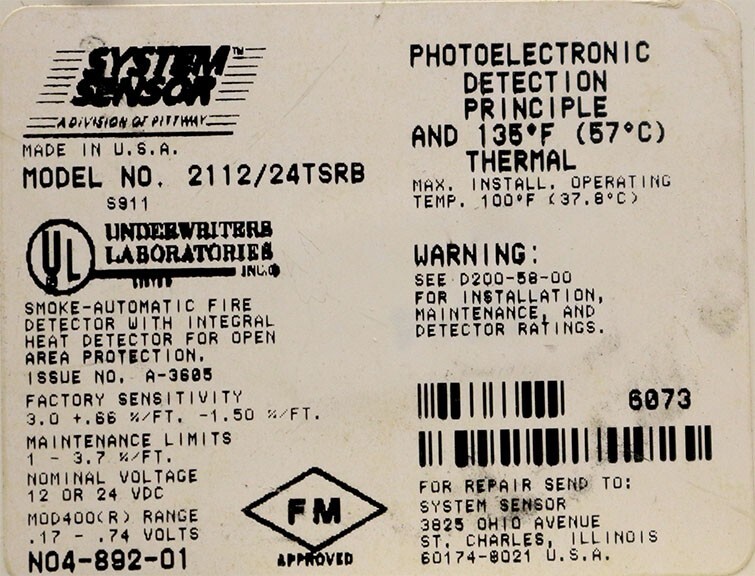 SYSTEM™
SENSOR
A DIVISION OF PITTWAY
MADE IN U.S.A.
MODEL NO. 2112/24TSRB
S911
UL
UNDERWRITERS
LABORATORIES
INC.®
LISTED
SMOKE-AUTOMATIC FIRE
DETECTOR WITH INTEGRAL
HEAT DETECTOR FOR OPEN
AREA PROTECTION.
ISSUE NO. A-3605
FACTORY SENSITIVITY
3.0 +.66 %/FT. -1.50 %/FT.
MAINTENANCE LIMITS
1 - 3.7 %/FT.
NOMINAL VOLTAGE
12 OR 24 VDC
MOD400(R) RANGE
.17 - .74 VOLTS
N04-892-01
FM
APPROVED
PHOTOELECTRONIC
DETECTION
PRINCIPLE
AND 135°F (57°C)
THERMAL
MAX. INSTALL. OPERATING
TEMP. 100°F (37.8°C)
WARNING:
SEE D200-58-00
FOR INSTALLATION,
MAINTENANCE, AND
DETECTOR RATINGS.
6073
FOR REPAIR SEND TO:
SYSTEM SENSOR
3825 OHIO AVENUE
ST. CHARLES, ILLINOIS
60174-8021 U.S.A.